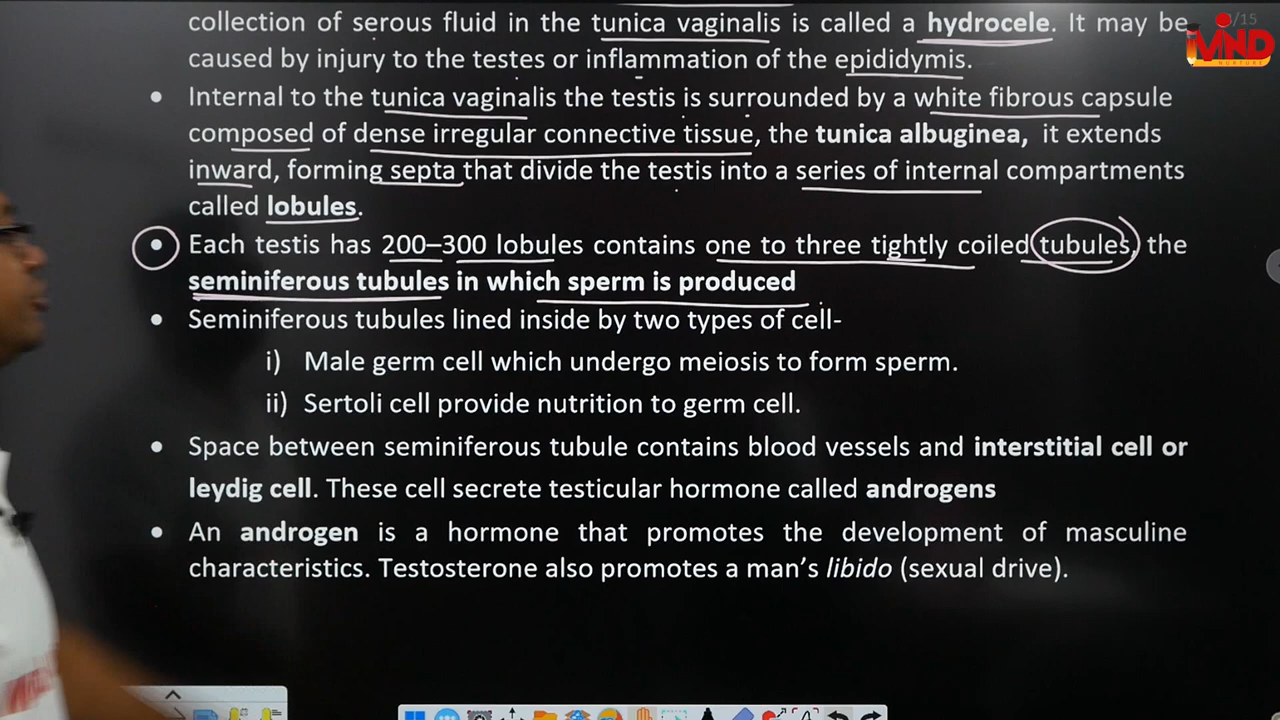 collection of serous fluid in the tunica vaginalis is called a hydrocele. It may be
caused by injury to the testes or inflammation of the epididymis.
• Internal to the tunica vaginalis the testis is surrounded by a white fibrous capsule
composed of dense irregular connective tissue, the tunica albuginea, it extends
inward, forming septa that divide the testis into a series of internal compartments
called lobules.
• Each testis has 200–300 lobules contains one to three tightly coiled tubules, the
seminiferous tubules in which sperm is produced
• Seminiferous tubules lined inside by two types of cell-
i) Male germ cell which undergo meiosis to form sperm.
ii) Sertoli cell provide nutrition to germ cell.
• Space between seminiferous tubule contains blood vessels and interstitial cell or
leydig cell. These cell secrete testicular hormone called androgens
• An androgen is a hormone that promotes the development of masculine
characteristics. Testosterone also promotes a man's libido (sexual drive).
/15
MND
NURTURE